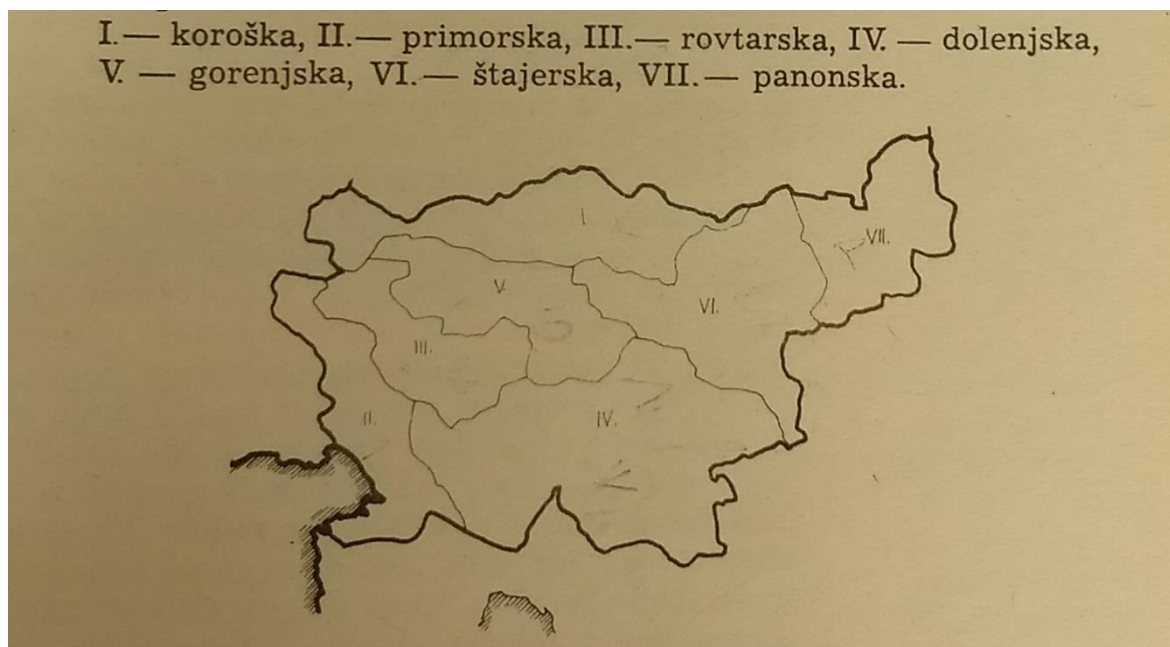 I.— koroška, II.— primorska, III.— rovtarska, IV. — dolenjska,
V. — gorenjska, VI.— štajerska, VII.— panonska.
I.
VII.
V.
VI.
III.
II.
IV.